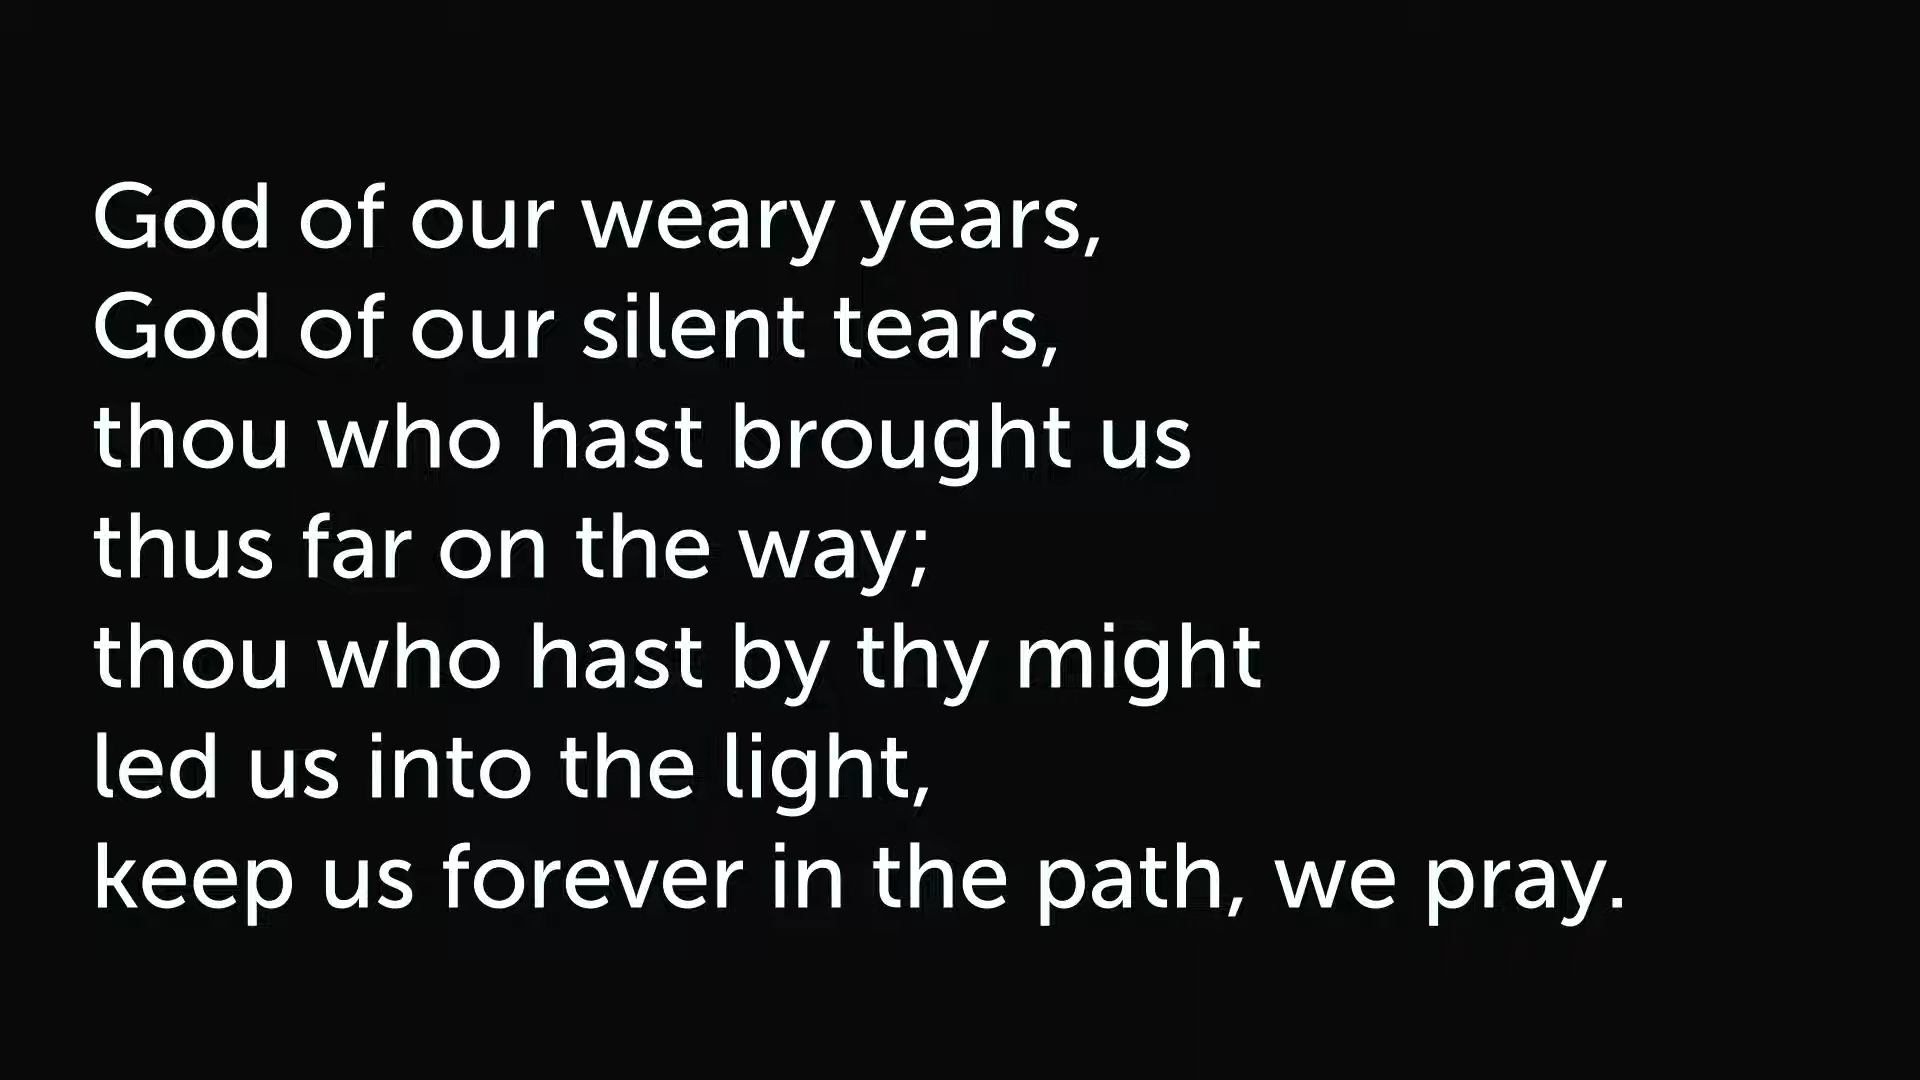 God of our weary years,
God of our silent tears,
thou who hast brought us
thus far on the way;
thou who hast by thy might
led us into the light,
keep us forever in the path, we pray.